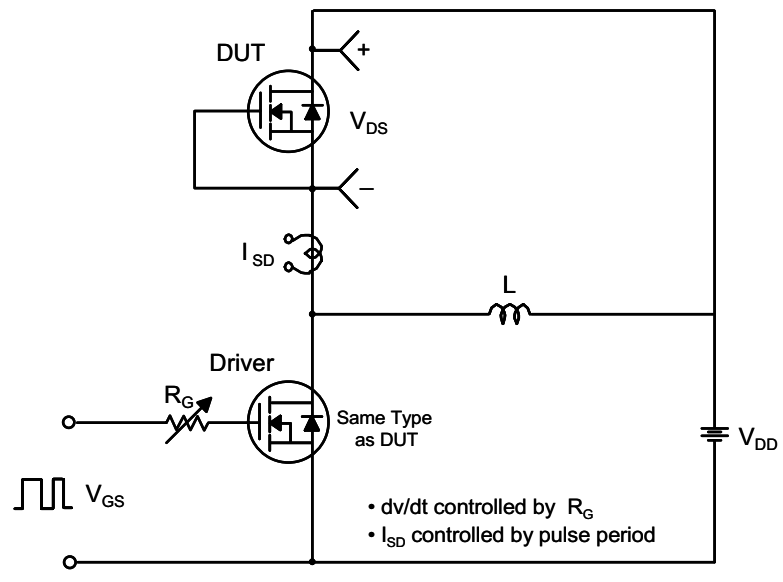 DUT
+
V_DS
–
I_SD
L
Driver
R_G
Same Type
as DUT
V_DD
V_GS
• dv/dt controlled by R_G
• I_SD controlled by pulse period